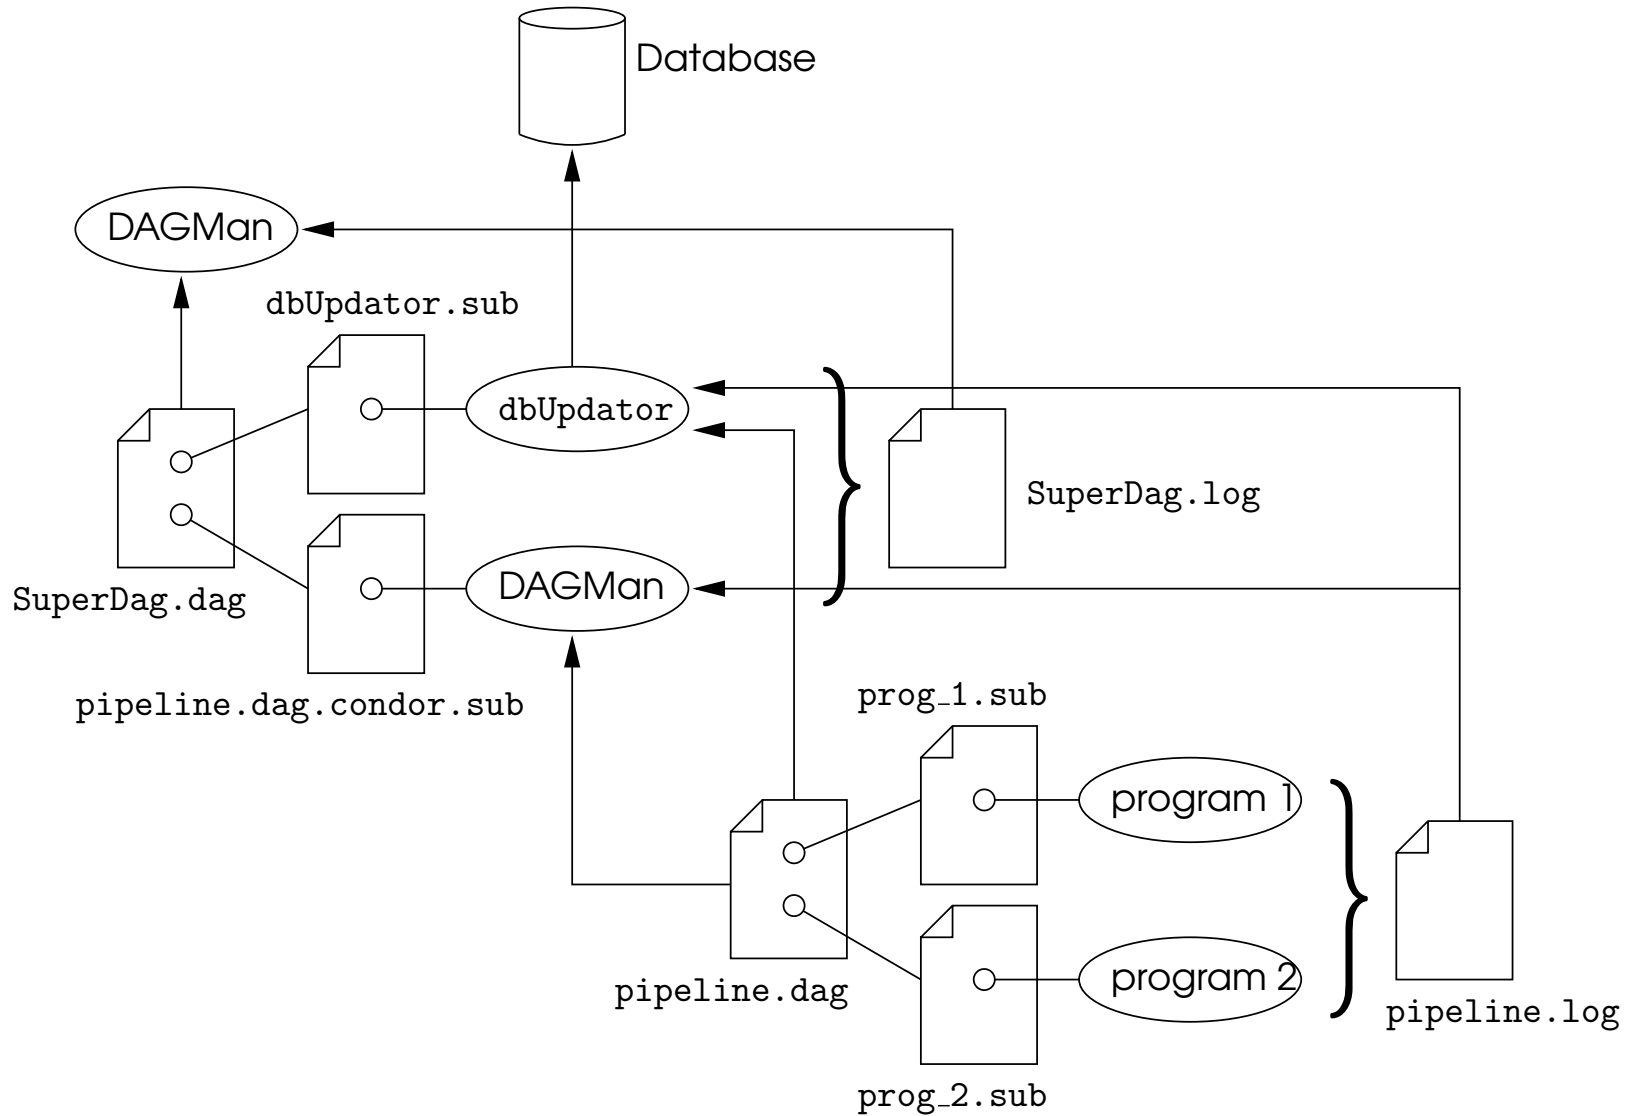 Database
DAGMan
dbUpdator.sub
dbUpdator
SuperDag.log
DAGMan
SuperDag.dag
pipeline.dag.condor.sub
prog_1.sub
program 1
program 2
pipeline.dag
pipeline.log
prog_2.sub